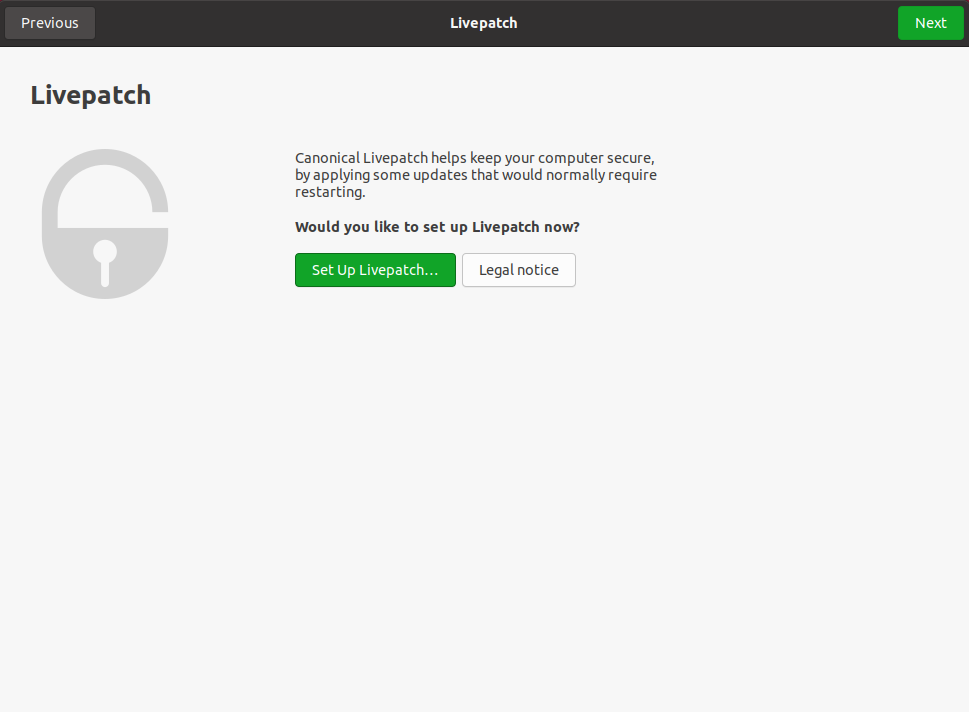 Previous
Livepatch
Next
Livepatch
Canonical Livepatch helps keep your computer secure,
by applying some updates that would normally require
restarting.
Would you like to set up Livepatch now?
Set Up Livepatch…
Legal notice